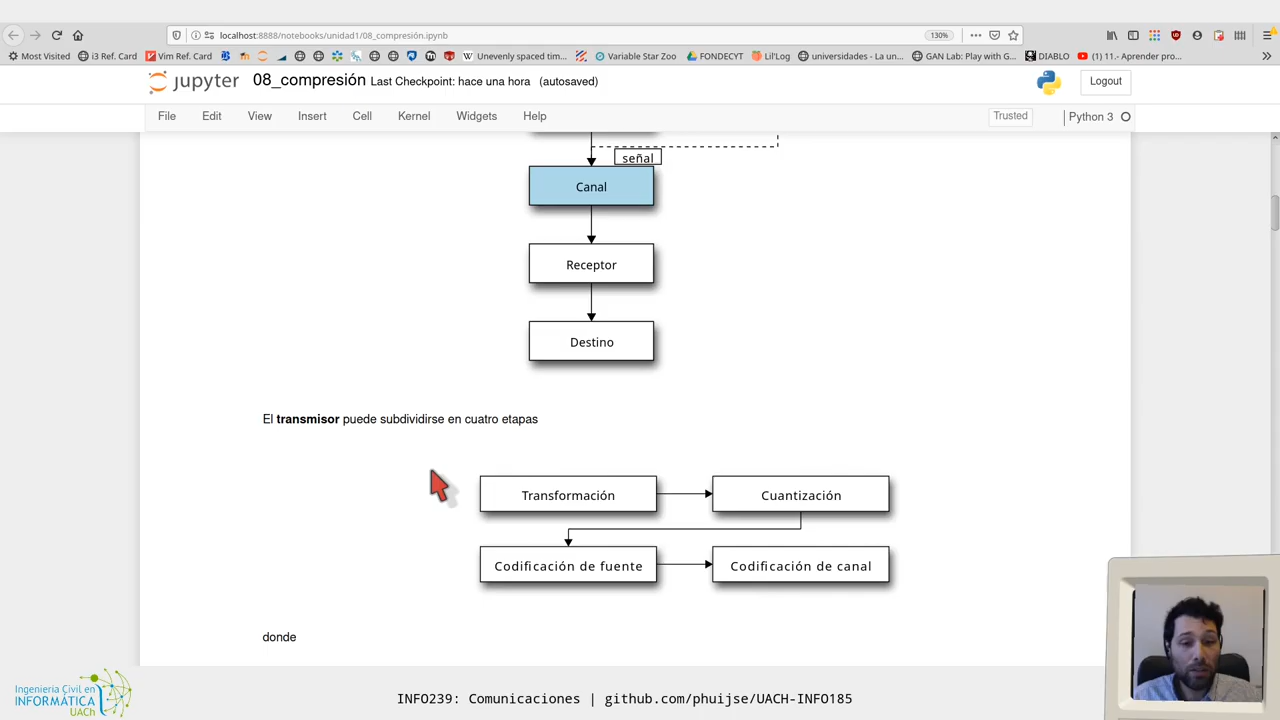 localhost:8888/notebooks/unidad1/08_compresión.ipynb
130%
Most Visited i3 Ref. Card Vim Ref. Card Unevenly spaced tim... Variable Star Zoo FONDECYT Lil'Log universidades - La un... GAN Lab: Play with G... DIABLO (1) 11.- Aprender pro...
jupyter 08_compresión Last Checkpoint: hace una hora (autosaved) Logout
File Edit View Insert Cell Kernel Widgets Help Trusted Python 3
señal
Canal
Receptor
Destino
El transmisor puede subdividirse en cuatro etapas
Transformación Cuantización
Codificación de fuente Codificación de canal
donde
Ingeniería Civil en
INFORMÁTICA
UACh
INFO239: Comunicaciones | github.com/phuijse/UACH-INFO185